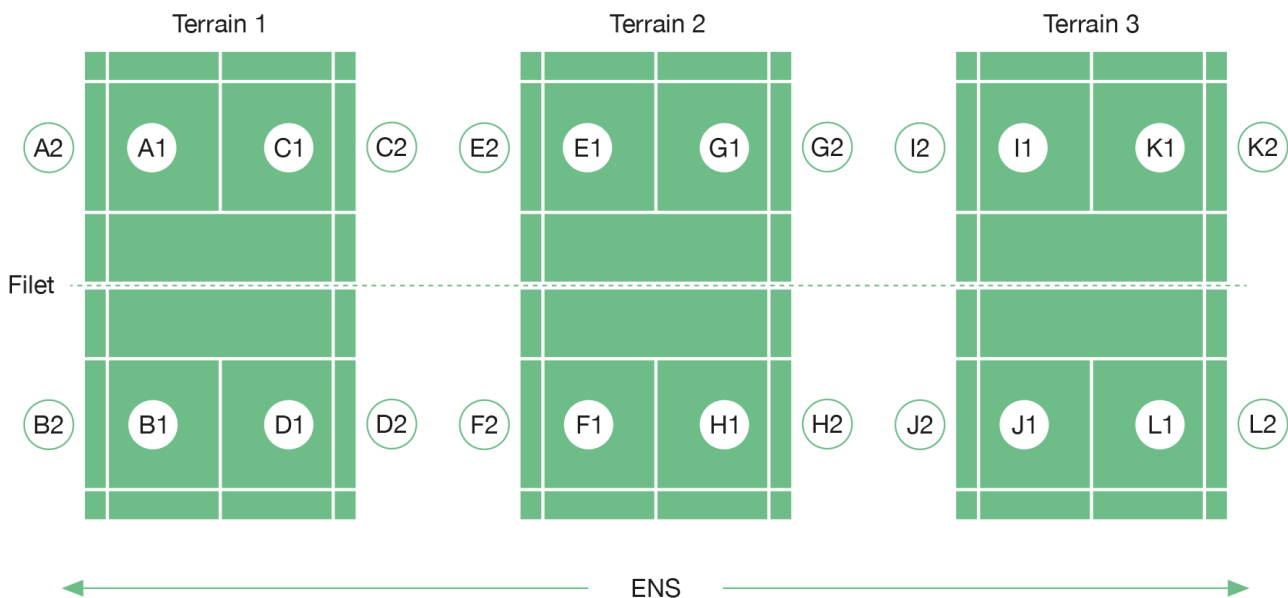 Terrain 1 Terrain 2 Terrain 3
A2 A1 C1 C2 E2 E1 G1 G2 I2 I1 K1 K2
Filet
B2 B1 D1 D2 F2 F1 H1 H2 J2 J1 L1 L2
ENS